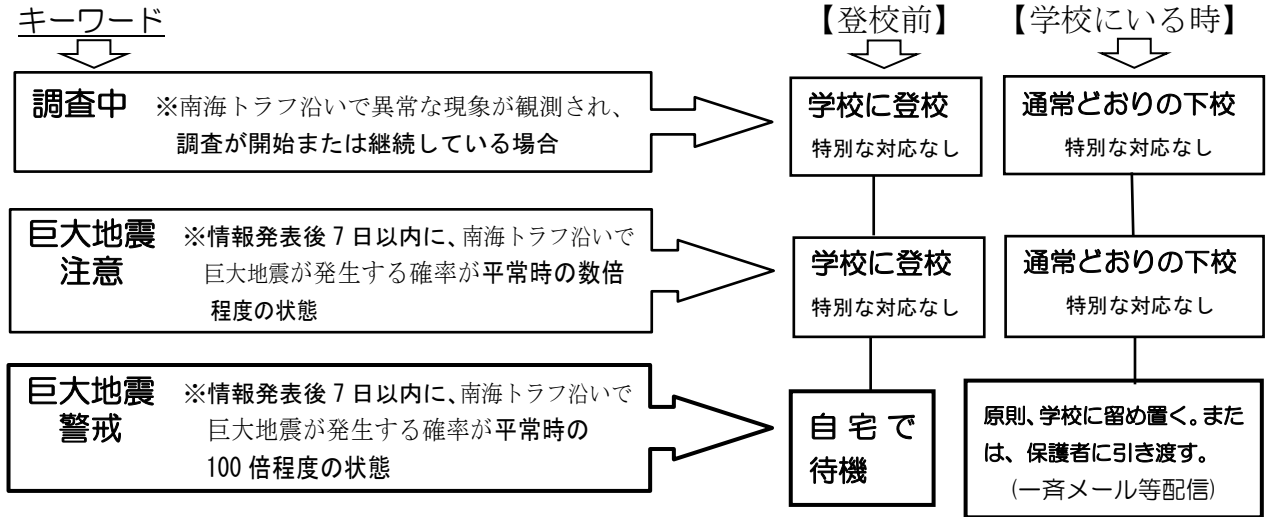 キーワード
【登校前】
【学校にいる時】
調査中 ※南海トラフ沿いで異常な現象が観測され、
調査が開始または継続している場合
学校に登校
特別な対応なし
通常どおりの下校
特別な対応なし
巨大地震
注意
※情報発表後7日以内に、南海トラフ沿いで
巨大地震が発生する確率が平常時の数倍
程度の状態
学校に登校
特別な対応なし
通常どおりの下校
特別な対応なし
巨大地震
警戒
※情報発表後7日以内に、南海トラフ沿いで
巨大地震が発生する確率が平常時の
100倍程度の状態
自宅で
待機
原則、学校に留め置く。また
は、保護者に引き渡す。
(一斉メール等配信)